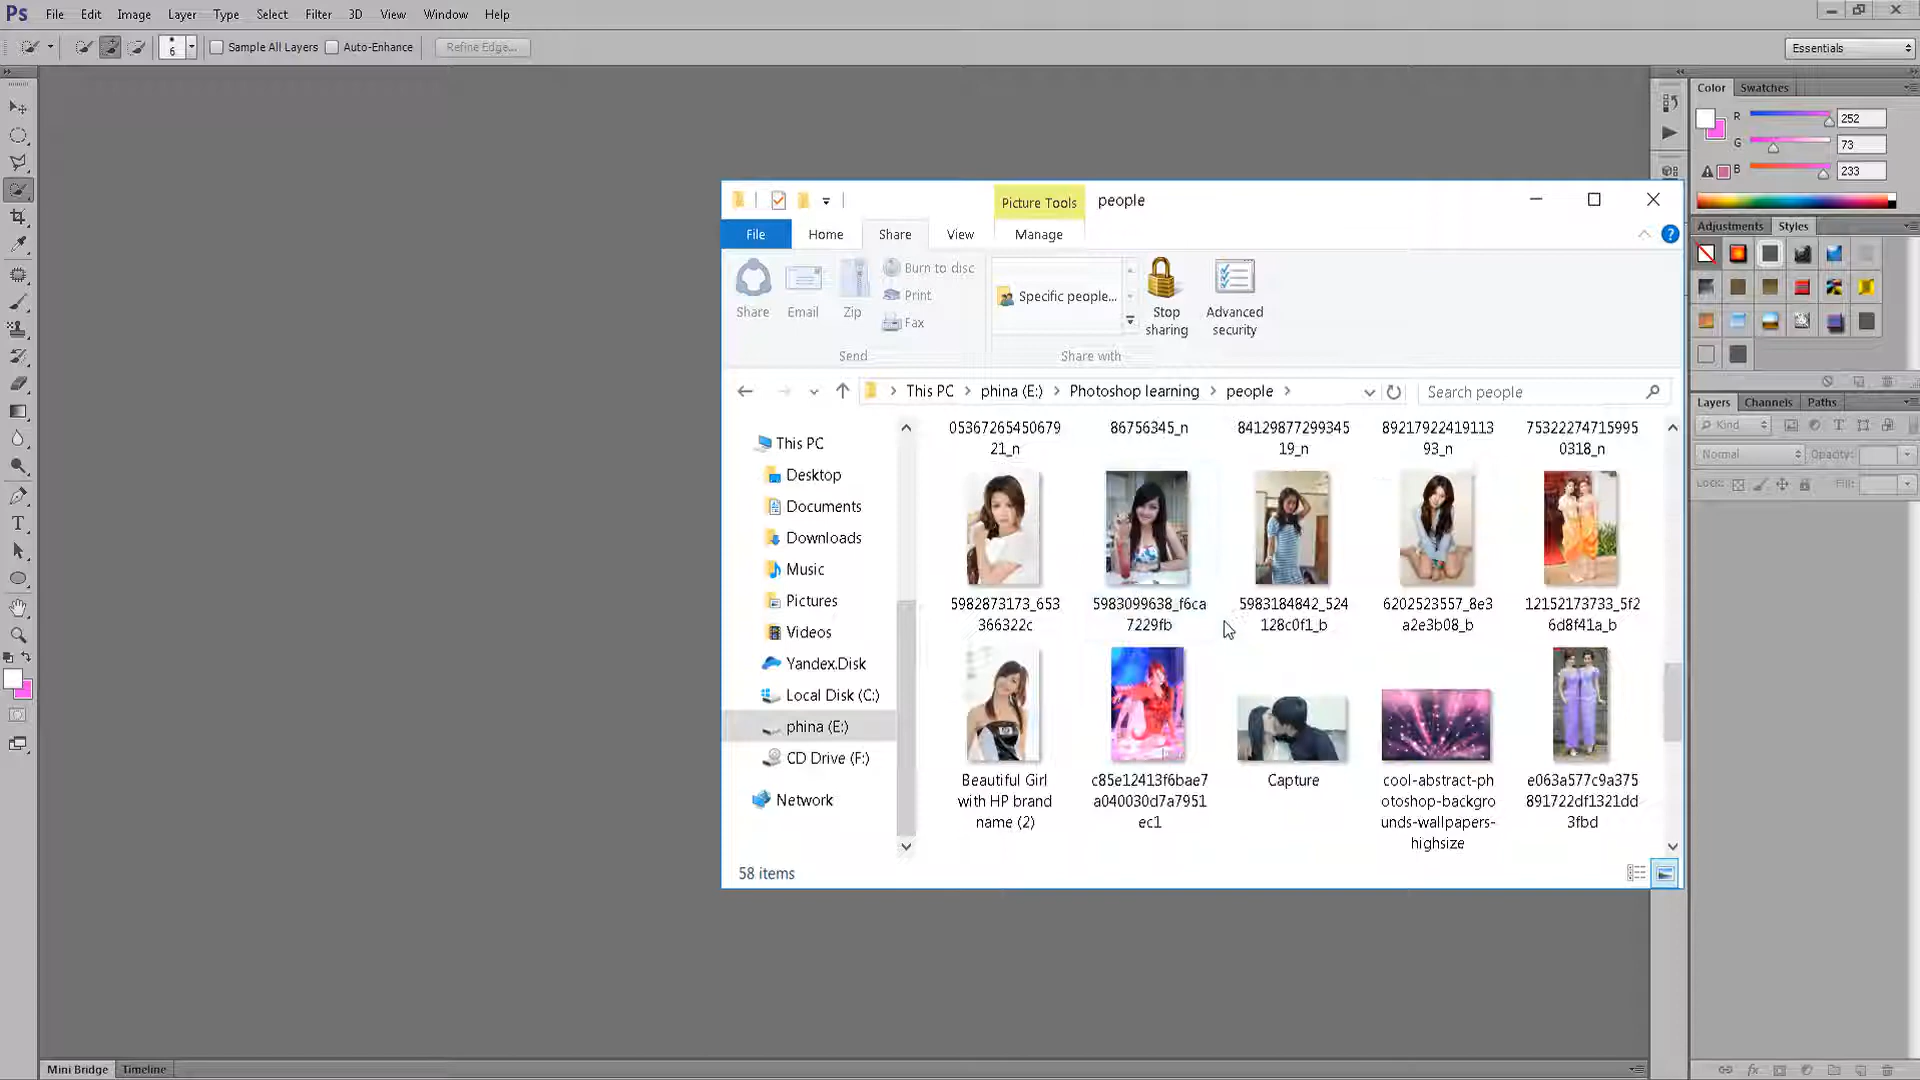 Ps File Edit Image Layer Type Select Filter 3D View Window Help
6 Sample All Layers Auto-Enhance Refine Edge... Essentials
Color Swatches
R 252
G 73
B 233
Adjustments Styles
Layers Channels Paths
Kind
Normal Opacity:
Lock: Fill:
Picture Tools people
File Home Share View Manage
Share Email Zip
Burn to disc
Print
Fax
Specific people...
Stop sharing
Advanced security
Send Share with
This PC phina (E:) Photoshop learning people
Search people
This PC
Desktop
Documents
Downloads
Music
Pictures
Videos
Yandex.Disk
Local Disk (C:)
phina (E:)
CD Drive (F:)
Network
05367265450679 86756345_n 84129877299345 89217922419113 75322274715995
21_n 19_n 93_n 0318_n
5982873173_653 5983099638_f6ca 5983184842_524 6202523557_8e3 12152173733_5f2
366322c 7229fb 128c0f1_b a2e3b08_b 6d8f41a_b
Beautiful Girl c85e12413f6bae7 Capture cool-abstract-ph e063a577c9a375
with HP brand a040030d7a7951 otoshop-backgro 891722df1321dd
name (2) ec1 unds-wallpapers- 3fbd
highsize
58 items
Mini Bridge Timeline